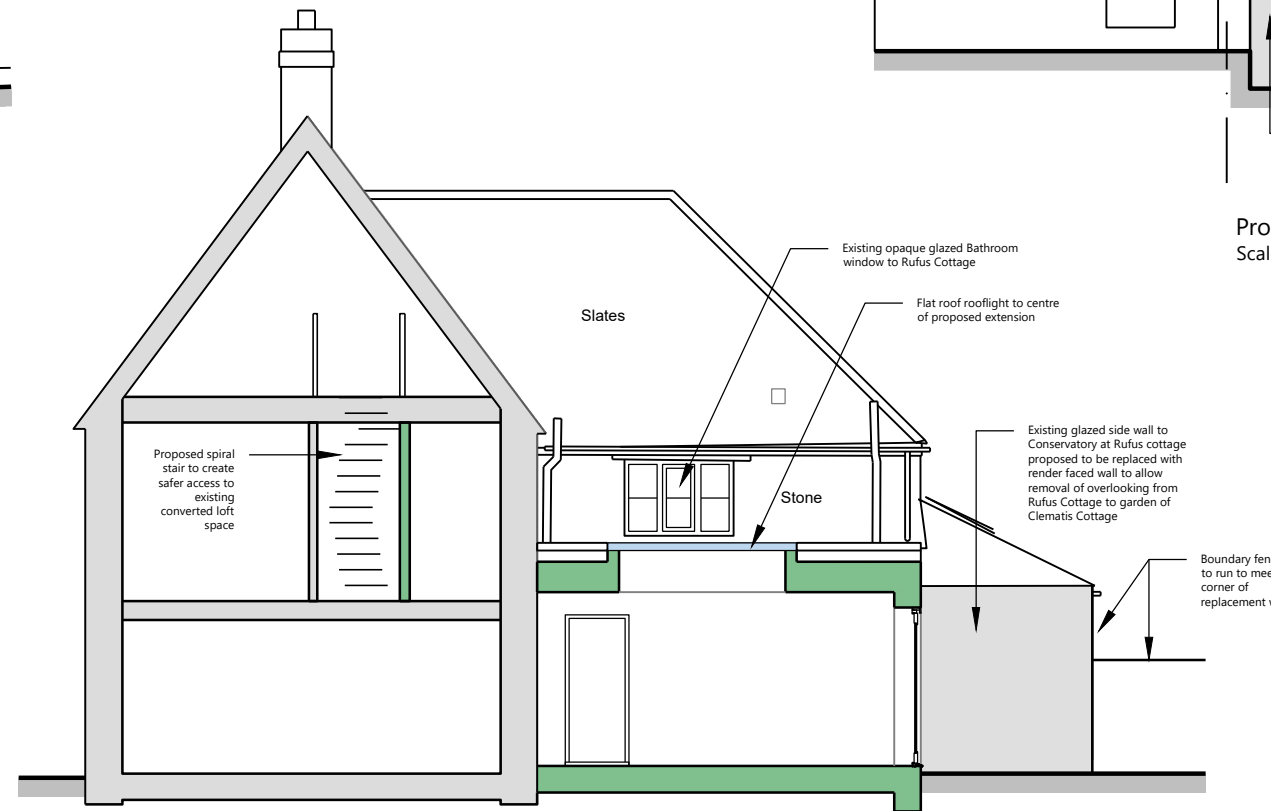 Existing opaque glazed Bathroom
window to Rufus Cottage
Flat roof rooflight to centre
of proposed extension
Slates
Stone
Proposed spiral
stair to create
safer access to
existing
converted loft
space
Existing glazed side wall to
Conservatory at Rufus cottage
proposed to be replaced with
render faced wall to allow
removal of overlooking from
Rufus Cottage to garden of
Clematis Cottage
Boundary fen
to run to mee
corner of
replacement
Pro
Scal